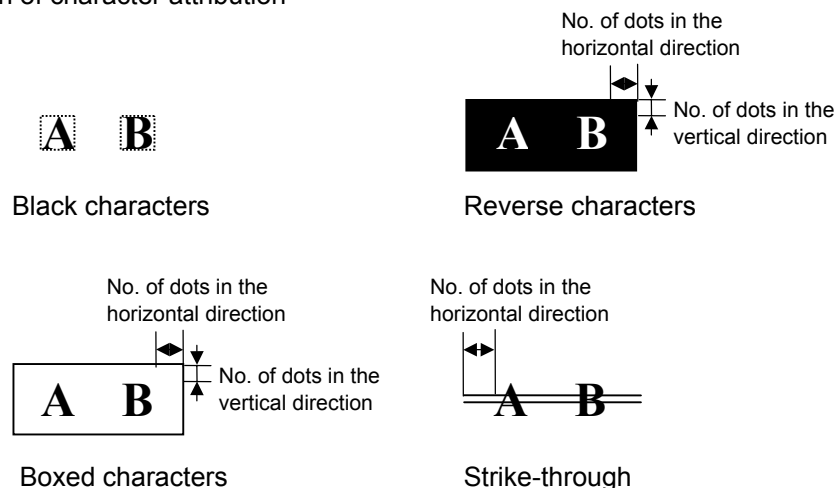 of character attribution
No. of dots in the
horizontal direction
No. of dots in the
vertical direction
A B
A B
Black characters
Reverse characters
No. of dots in the
horizontal direction
No. of dots in the
vertical direction
A B
Boxed characters
No. of dots in the
horizontal direction
A B
Strike-through